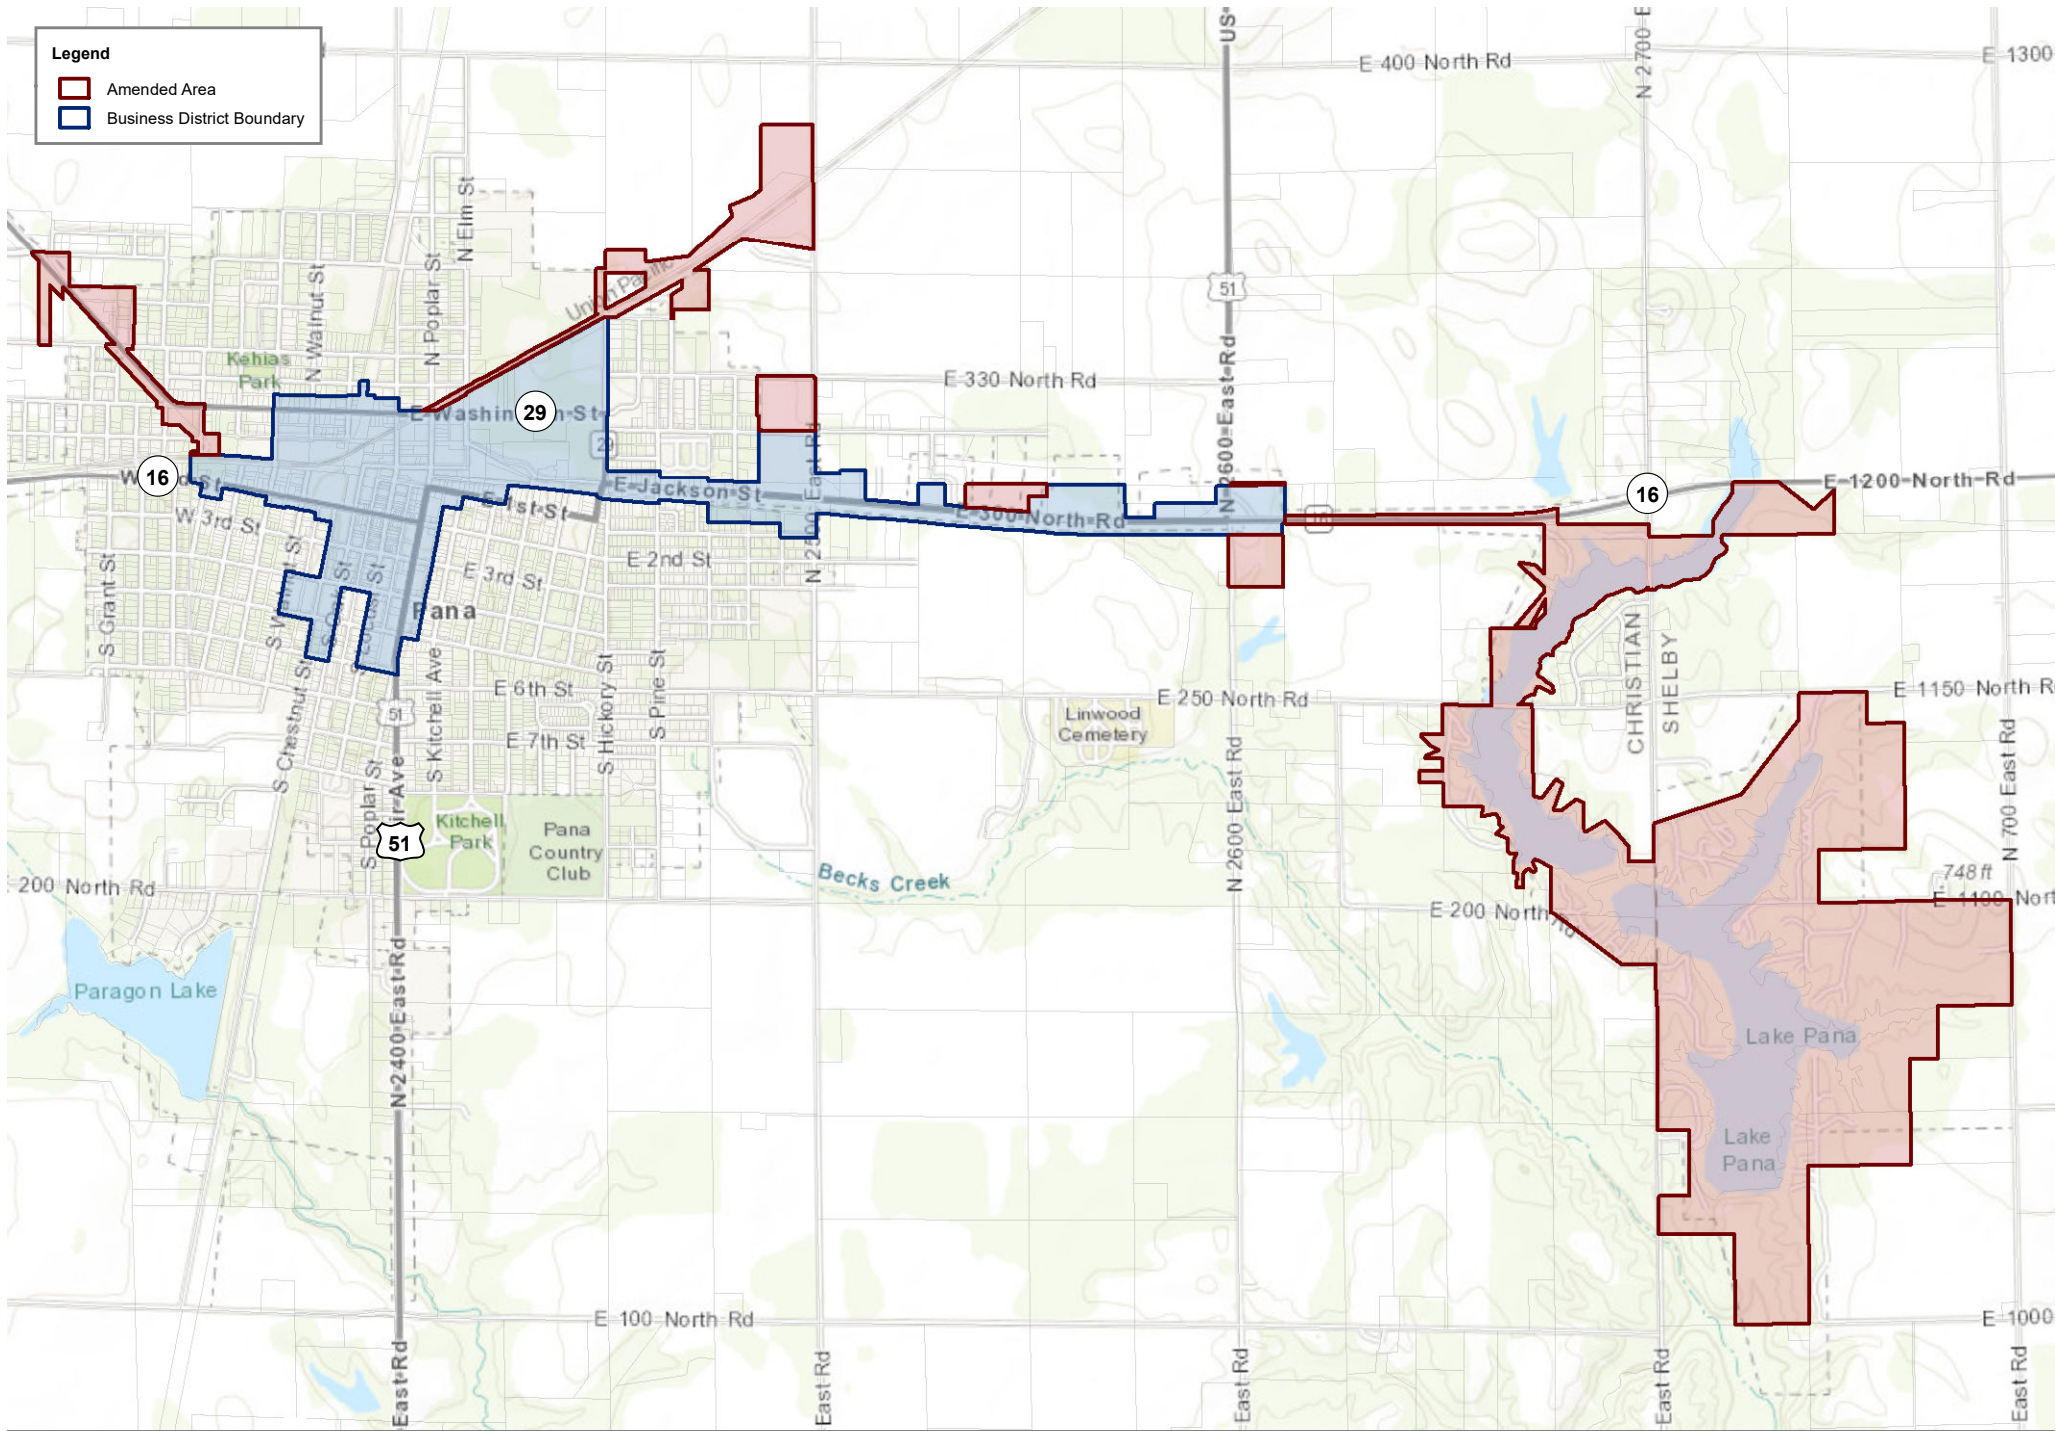 Legend
Amended Area
Business District Boundary
US
N 2700 E
E 400 North Rd
E 1300
N Elm St
N Poplar St
N Walnut St
Union Pacific
51
Kehias
Park
E 330 North Rd
N 2600 East Rd
29
29
16
W 3rd St
E 1st St
E Jackson St
N 2500 East Rd
E 300 North Rd
16
16
E 1200 North Rd
S Grant St
E 2nd St
E 3rd St
Pana
CHRISTIAN
SHELBY
S Chestnut St
S Kitchell Ave
E 6th St
E 7th St
S Hickory St
S Pine St
51
E 250 North Rd
Linwood
Cemetery
E 1150 North R
N 700 East Rd
N 2600 East Rd
S Poplar St
51
Kitchell
Park
Pana
Country
Club
Becks Creek
200 North Rd
E 200 North Rd
748 ft
E 1100 Nort
Paragon Lake
N 2400 East Rd
Lake Pana
Lake
Pana
E 100 North Rd
E 1000
East Rd
East Rd
East Rd
East Rd
East Rd